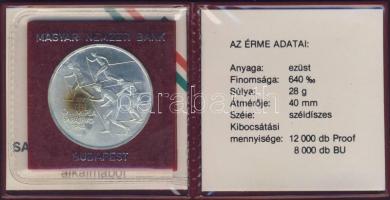 MAGYAR NEMZETI BANK
BUDAPEST
SA
alkalmából
AZ ÉRME ADATAI:
Anyaga: ezüst
Finomsága: 640 ‰
Súlya: 28 g
Átmérője: 40 mm
Széle: széldíszes
Kibocsátási
mennyisége: 12 000 db Proof
8 000 db BU